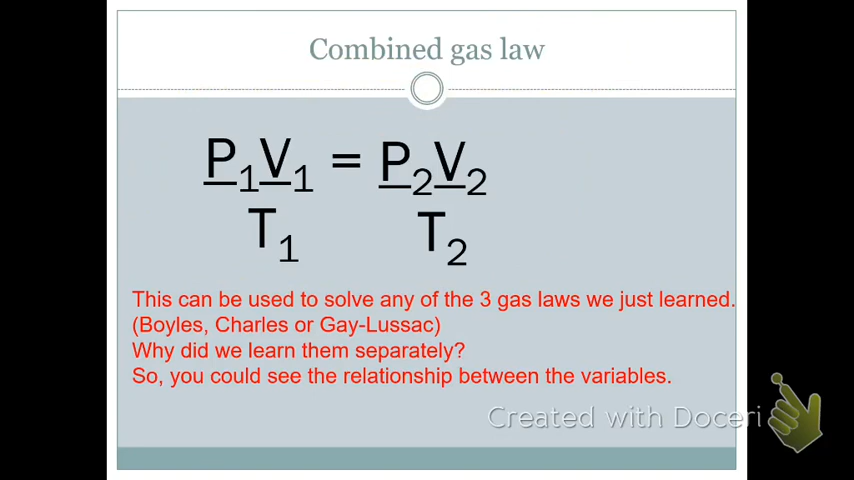 Combined gas law
P₁V₁ = P₂V₂
T₁ T₂
This can be used to solve any of the 3 gas laws we just learned.
(Boyles, Charles or Gay-Lussac)
Why did we learn them separately?
So, you could see the relationship between the variables.
Created with Doceri